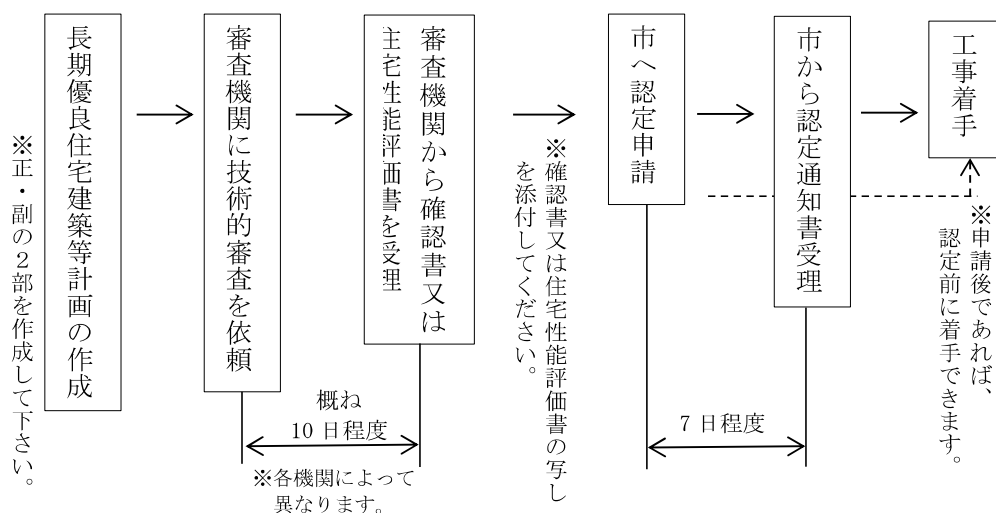 長期優良住宅建築等計画の作成
※正・副の２部を作成して下さい。
審査機関に技術的審査を依頼
審査機関から確認書又は
住宅性能評価書を受理
概ね
10 日程度
※各機関によって
異なります。
※確認書又は住宅性能評価書の写し
を添付してください。
市へ認定申請
市から認定通知書受理
7 日程度
工事着手
※申請後であれば、
認定前に着手できます。